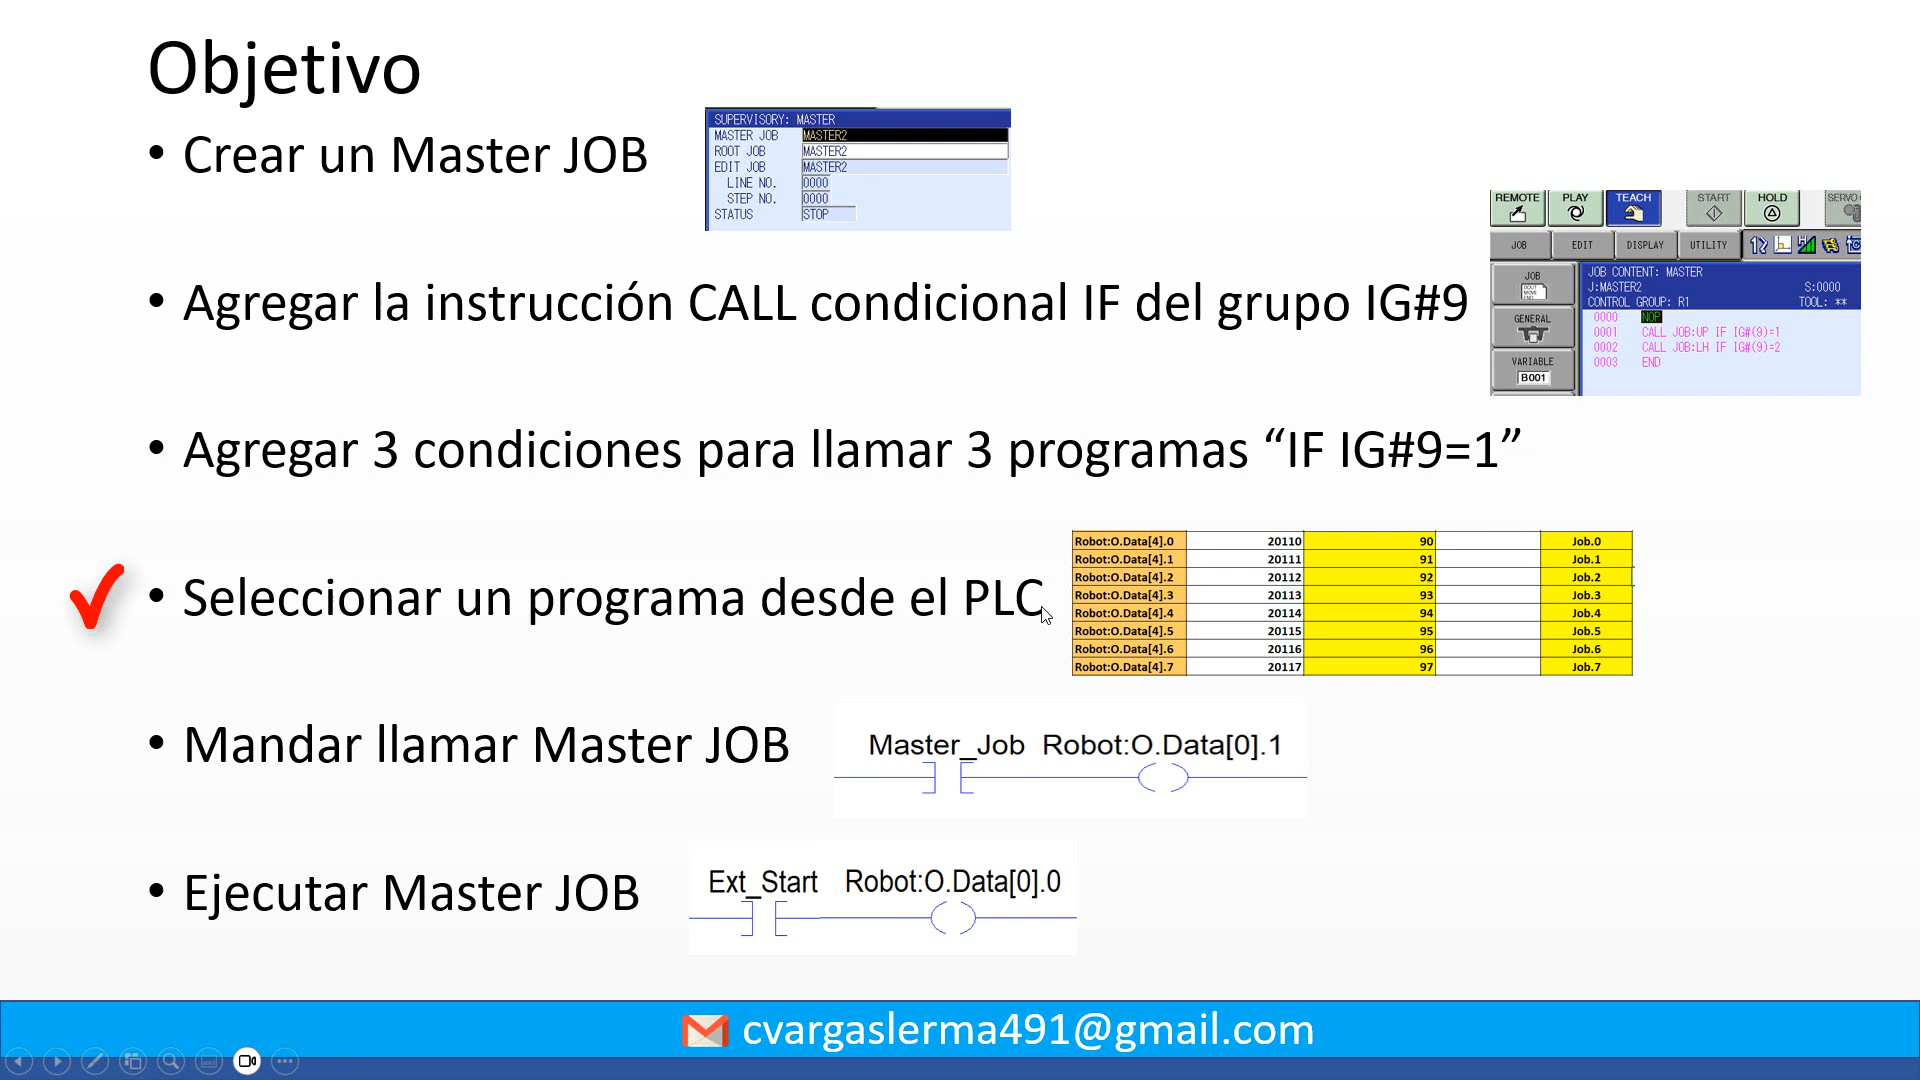 Objetivo
• Crear un Master JOB
SUPERVISORY: MASTER
MASTER JOB MASTER2
ROOT JOB MASTER2
EDIT JOB MASTER2
LINE NO. 0000
STEP NO. 0000
STATUS STOP
• Agregar la instrucción CALL condicional IF del grupo IG#9
REMOTE PLAY TEACH START HOLD SERVO
JOB EDIT DISPLAY UTILITY
JOB
GENERAL
VARIABLE
B001
JOB CONTENT: MASTER
J:MASTER2 S:0000
CONTROL GROUP: R1 TOOL: **
0000 NOP
0001 CALL JOB:UP IF IG#(9)=1
0002 CALL JOB:LH IF IG#(9)=2
0003 END
• Agregar 3 condiciones para llamar 3 programas “IF IG#9=1”
• Seleccionar un programa desde el PLC
Robot:O.Data[4].0 20110 90 Job.0
Robot:O.Data[4].1 20111 91 Job.1
Robot:O.Data[4].2 20112 92 Job.2
Robot:O.Data[4].3 20113 93 Job.3
Robot:O.Data[4].4 20114 94 Job.4
Robot:O.Data[4].5 20115 95 Job.5
Robot:O.Data[4].6 20116 96 Job.6
Robot:O.Data[4].7 20117 97 Job.7
• Mandar llamar Master JOB
Master_Job Robot:O.Data[0].1
• Ejecutar Master JOB
Ext_Start Robot:O.Data[0].0
cvargaslerma491@gmail.com